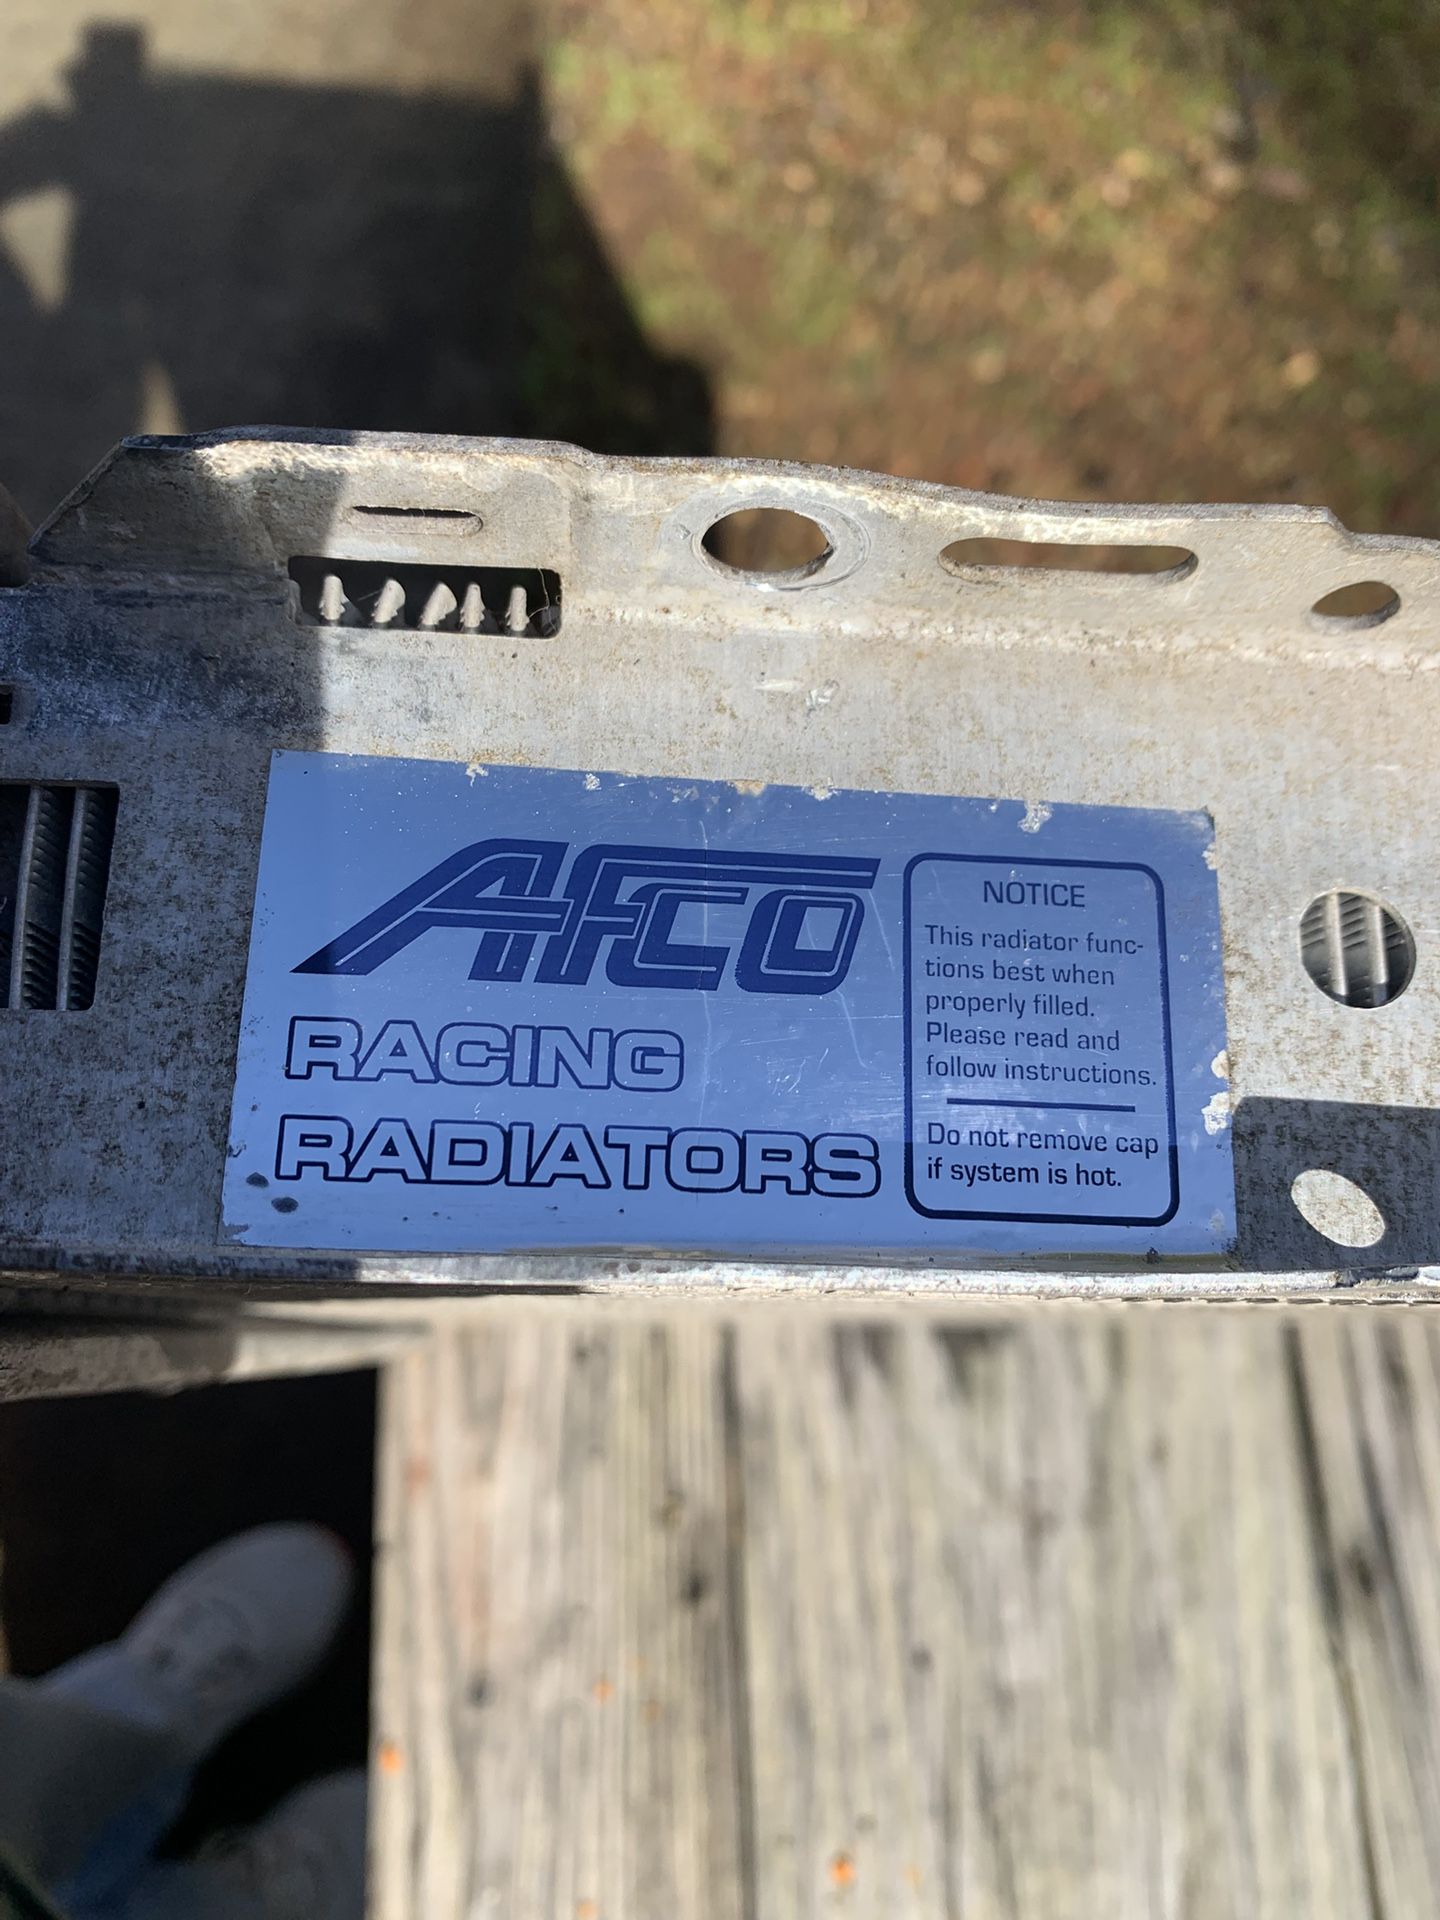 AFCO
RACING
RADIATORS
NOTICE
This radiator func-
tions best when
properly filled.
Please read and
follow instructions.
Do not remove cap
if system is hot.